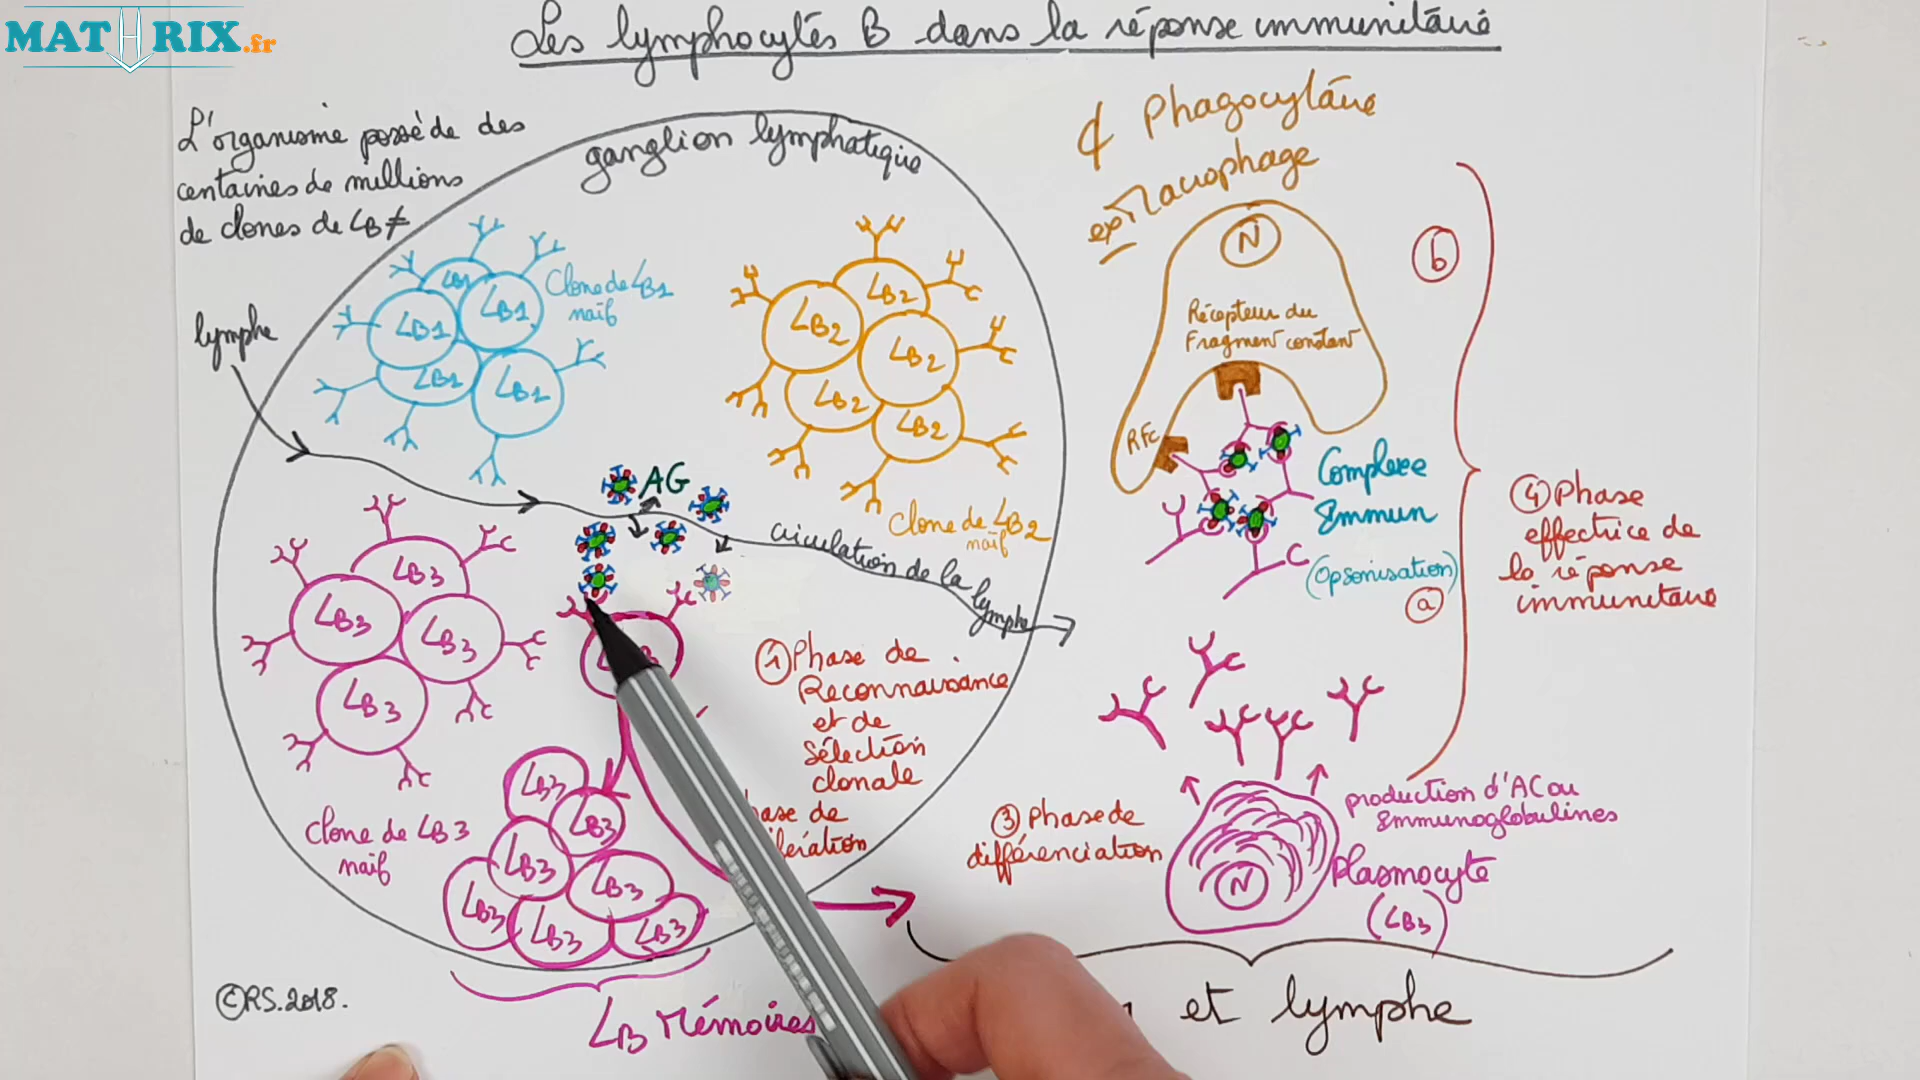 MATHRIX.fr
Les lymphocytes B dans la réponse immunitaire
L'organisme possède des
centaines de millions
de clones de LB ≠
ganglion lymphatique
¢ Phagocytaire
ex Macrophage
N
b
lymphe
LB1
LB1
LB1
LB1
LB1
Clone de LB1
naïf
LB2
LB2
LB2
LB2
LB2
Clone de LB2
naïf
Récepteur du
Fragment constant
RFc
Complexe
Immun
(Opsonisation)
a
④ Phase
effectrice de
la réponse
immunitaire
AG
circulation de la lymphe
LB3
LB3
LB3
LB3
Clone de LB3
naïf
① Phase de
Reconnaissance
et de
sélection
clonale
LB3
LB3
LB3
LB3
LB3
LB3
LB3
③ Phase de
différenciation
production d'AC ou
Immunoglobulines
Plasmocyte
(LB3)
N
©RS.2018.
LB Mémoires
et lymphe